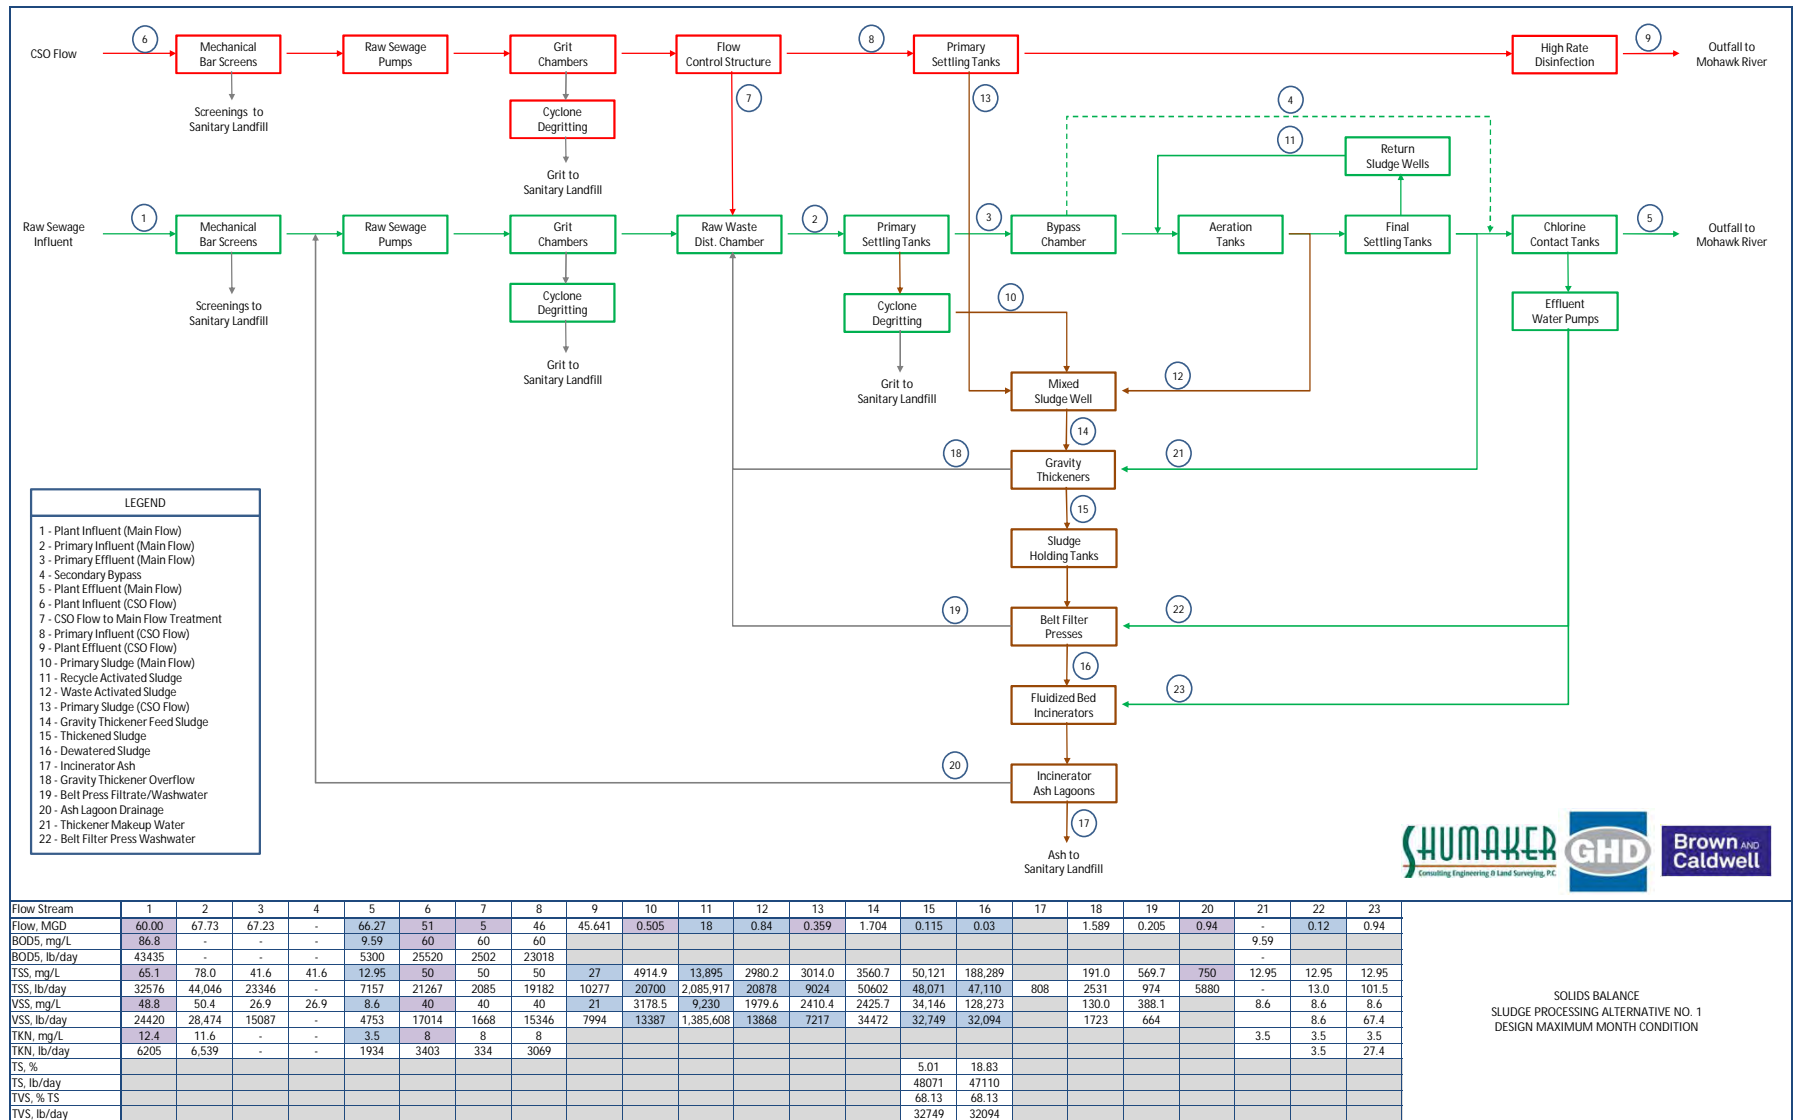 6
8
9
CSO Flow
Mechanical
Bar Screens
Raw Sewage
Pumps
Grit
Chambers
Flow
Control Structure
Primary
Settling Tanks
High Rate
Disinfection
Outfall to
Mohawk River
7
13
4
Screenings to
Sanitary Landfill
Cyclone
Degritting
11
Return
Sludge Wells
Grit to
Sanitary Landfill
1
2
3
5
Raw Sewage
Influent
Mechanical
Bar Screens
Raw Sewage
Pumps
Grit
Chambers
Raw Waste
Dist. Chamber
Primary
Settling Tanks
Bypass
Chamber
Aeration
Tanks
Final
Settling Tanks
Chlorine
Contact Tanks
Outfall to
Mohawk River
Screenings to
Sanitary Landfill
Cyclone
Degritting
Cyclone
Degritting
10
Effluent
Water Pumps
Grit to
Sanitary Landfill
Grit to
Sanitary Landfill
Mixed
Sludge Well
12
14
18
Gravity
Thickeners
21
15
Sludge
Holding Tanks
19
Belt Filter
Presses
22
16
Fluidized Bed
Incinerators
23
20
Incinerator
Ash Lagoons
17
Ash to
Sanitary Landfill
LEGEND
1 - Plant Influent (Main Flow)
2 - Primary Influent (Main Flow)
3 - Primary Effluent (Main Flow)
4 - Secondary Bypass
5 - Plant Effluent (Main Flow)
6 - Plant Influent (CSO Flow)
7 - CSO Flow to Main Flow Treatment
8 - Primary Influent (CSO Flow)
9 - Plant Effluent (CSO Flow)
10 - Primary Sludge (Main Flow)
11 - Recycle Activated Sludge
12 - Waste Activated Sludge
13 - Primary Sludge (CSO Flow)
14 - Gravity Thickener Feed Sludge
15 - Thickened Sludge
16 - Dewatered Sludge
17 - Incinerator Ash
18 - Gravity Thickener Overflow
19 - Belt Press Filtrate/Washwater
20 - Ash Lagoon Drainage
21 - Thickener Makeup Water
22 - Belt Filter Press Washwater
SHUMAKER
Consulting Engineering & Land Surveying, P.C.
GHD
Brown AND
Caldwell
Flow Stream 1 2 3 4 5 6 7 8 9 10 11 12 13 14 15 16 17 18 19 20 21 22 23
Flow, MGD 60.00 67.73 67.23 - 66.27 51 5 46 45.641 0.505 18 0.84 0.359 1.704 0.115 0.03 1.589 0.205 0.94 - 0.12 0.94
BOD5, mg/L 86.8 - - - 9.59 60 60 60 9.59
BOD5, lb/day 43435 - - - 5300 25520 2502 23018 -
TSS, mg/L 65.1 78.0 41.6 41.6 12.95 50 50 50 27 4914.9 13,895 2980.2 3014.0 3560.7 50,121 188,289 191.0 569.7 750 12.95 12.95 12.95
TSS, lb/day 32576 44,046 23346 - 7157 21267 2085 19182 10277 20700 2,085,917 20878 9024 50602 48,071 47,110 808 2531 974 5880 - 13.0 101.5
VSS, mg/L 48.8 50.4 26.9 26.9 8.6 40 40 40 21 3178.5 9,230 1979.6 2410.4 2425.7 34,146 128,273 130.0 388.1 8.6 8.6 8.6
VSS, lb/day 24420 28,474 15087 - 4753 17014 1668 15346 7994 13387 1,385,608 13868 7217 34472 32,749 32,094 1723 664 8.6 67.4
TKN, mg/L 12.4 11.6 - - 3.5 8 8 8 3.5 3.5 3.5
TKN, lb/day 6205 6,539 - - 1934 3403 334 3069 3.5 27.4
TS, % 5.01 18.83
TS, lb/day 48071 47110
TVS, % TS 68.13 68.13
TVS, lb/day 32749 32094
SOLIDS BALANCE
SLUDGE PROCESSING ALTERNATIVE NO. 1
DESIGN MAXIMUM MONTH CONDITION